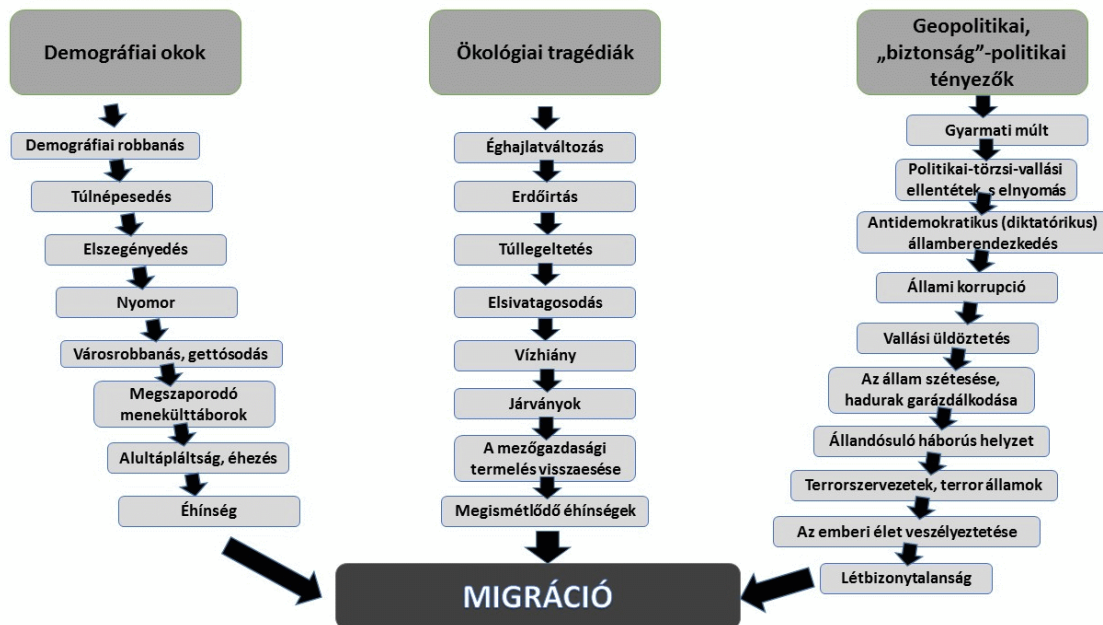 Demográfiai okok
Demográfiai robbanás
Túlnépesedés
Elszegényedés
Nyomor
Városrobbanás, gettósodás
Megszaporodó
menekülttáborok
Alultápláltság, éhezés
Éhínség
Ökológiai tragédiák
Éghajlatváltozás
Erdőirtás
Túllegeltetés
Elsivatagosodás
Vízhiány
Járványok
A mezőgazdasági
termelés visszaesése
Megismétlődő éhínségek
Geopolitikai,
„biztonság”-politikai
tényezők
Gyarmati múlt
Politikai-törzsi-vallási
ellentétek, s elnyomás
Antidemokratikus (diktatórikus)
államberendezkedés
Állami korrupció
Vallási üldöztetés
Az állam szétesése,
hadurak garázdálkodása
Állandósuló háborús helyzet
Terrorszervezetek, terror államok
Az emberi élet veszélyeztetése
Létbizonytalanság
MIGRÁCIÓ